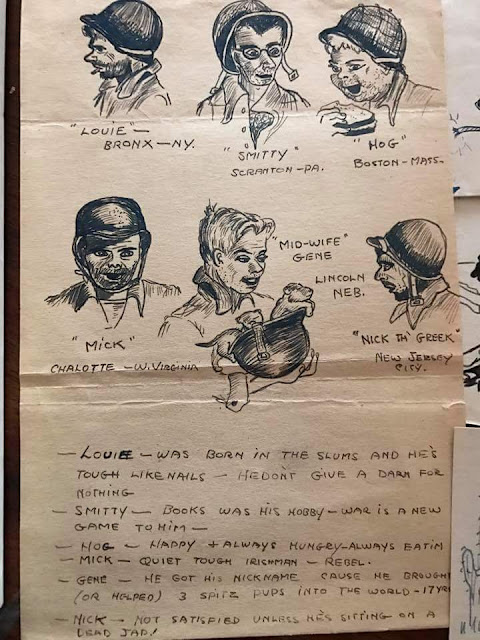 "LOUIE" —
BRONX — NY.
"SMITTY"
SCRANTON - PA.
"HOG"
BOSTON - MASS.
"MICK"
CHALOTTE - W. VIRGINIA
"MID-WIFE"
GENE
LINCOLN
NEB.
"NICK TH' GREEK"
NEW JERSEY
CITY.
— LOUIE — WAS BORN IN THE SLUMS AND HE'S
TOUGH LIKE NAILS — HE DON'T GIVE A DARN FOR
NOTHING
— SMITTY — BOOKS WAS HIS HOBBY - WAR IS A NEW
GAME TO HIM —
— HOG — HAPPY + ALWAYS HUNGRY - ALWAYS EATIN
— MICK — QUIET TOUGH IRISHMAN — REBEL.
— GENE — HE GOT HIS NICKNAME CAUSE HE BROUGH
(OR HELPED) 3 SPITZ PUPS INTO THE WORLD - 17 YRS
— NICK — NOT SATISFIED UNLESS HE'S SITTING ON A
DEAD JAP!